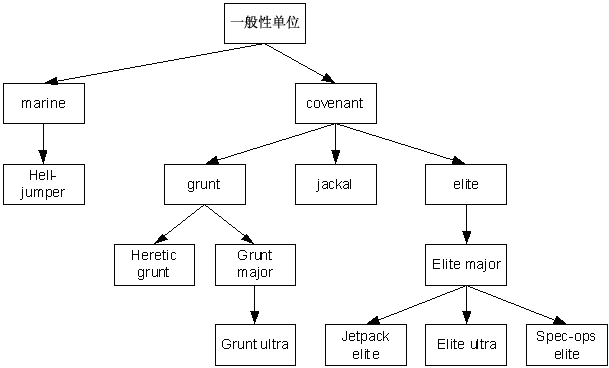 一般性单位
marine
covenant
Hell-
jumper
grunt
jackal
elite
Heretic
grunt
Grunt
major
Elite major
Grunt ultra
Jetpack
elite
Elite ultra
Spec-ops
elite